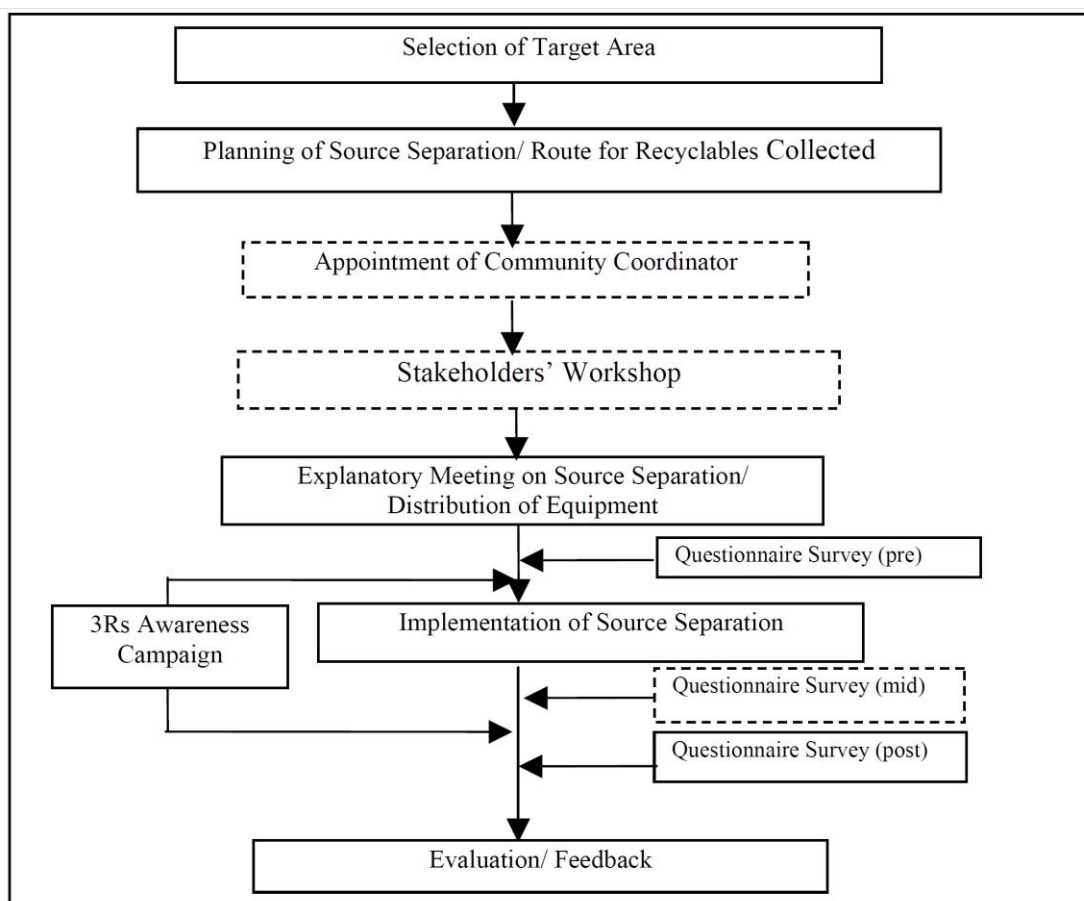 Selection of Target Area
Planning of Source Separation/ Route for Recyclables Collected
Appointment of Community Coordinator
Stakeholders’ Workshop
Explanatory Meeting on Source Separation/
Distribution of Equipment
Questionnaire Survey (pre)
3Rs Awareness
Campaign
Implementation of Source Separation
Questionnaire Survey (mid)
Questionnaire Survey (post)
Evaluation/ Feedback